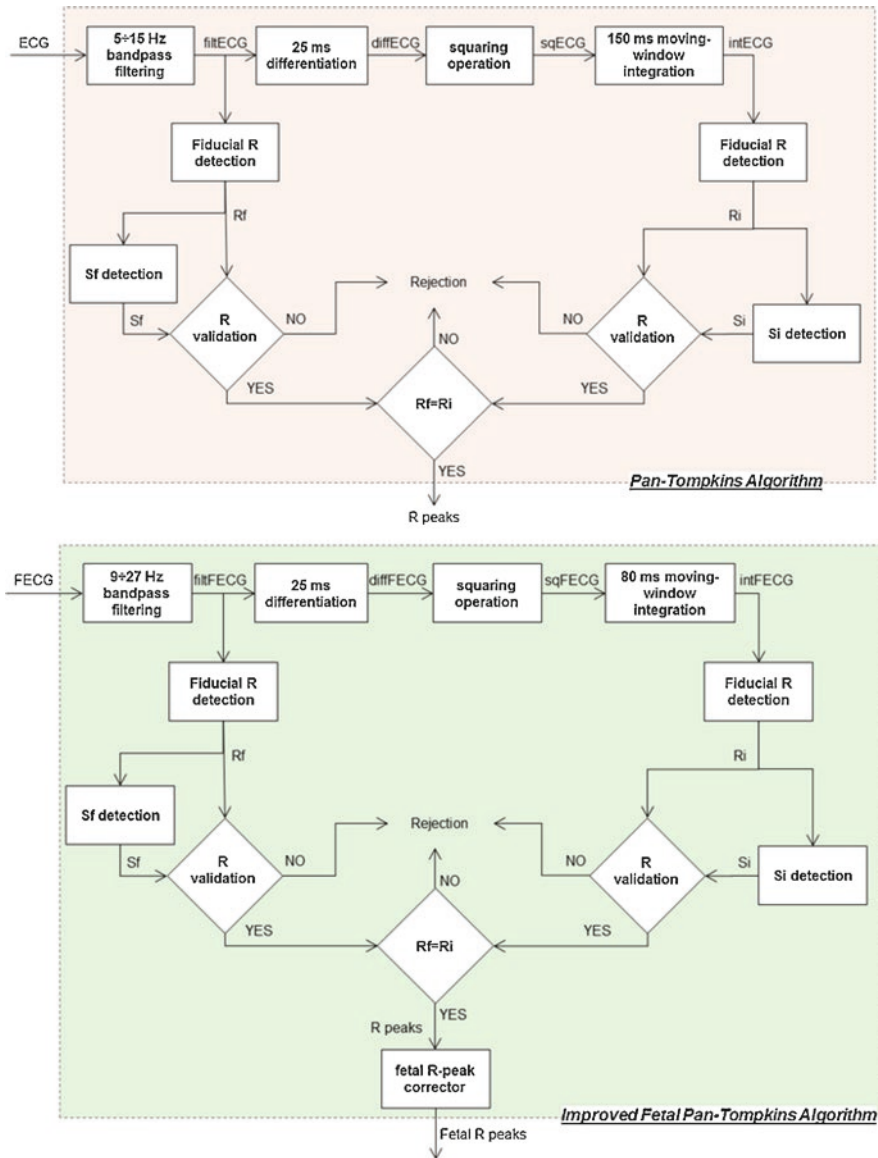 ECG
5÷15 Hz
bandpass
filtering
filtECG
25 ms
differentiation
diffECG
squaring
operation
sqECG
150 ms moving-
window
integration
intECG
Fiducial R
detection
Fiducial R
detection
Rf
Ri
Sf detection
Rejection
Sf
R
validation
NO
NO
R
validation
Si
Si detection
NO
YES
YES
Rf=Ri
YES
Pan-Tompkins Algorithm
R peaks
FECG
9÷27 Hz
bandpass
filtering
filtFECG
25 ms
differentiation
diffFECG
squaring
operation
sqFECG
80 ms moving-
window
integration
intFECG
Fiducial R
detection
Fiducial R
detection
Rf
Ri
Sf detection
Rejection
Sf
R
validation
NO
NO
R
validation
Si
Si detection
NO
YES
YES
Rf=Ri
YES
R peaks
fetal R-peak
corrector
Improved Fetal Pan-Tompkins Algorithm
Fetal R peaks